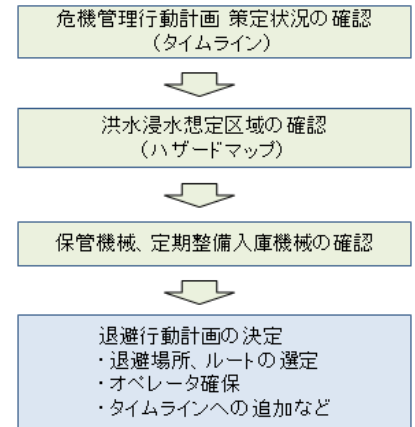 危機管理行動計画 策定状況の確認
（タイムライン）
洪水浸水想定区域の確認
（ハザードマップ）
保管機械、定期整備入庫機械の確認
退避行動計画の決定
・退避場所、ルートの選定
・オペレータ確保
・タイムラインへの追加など